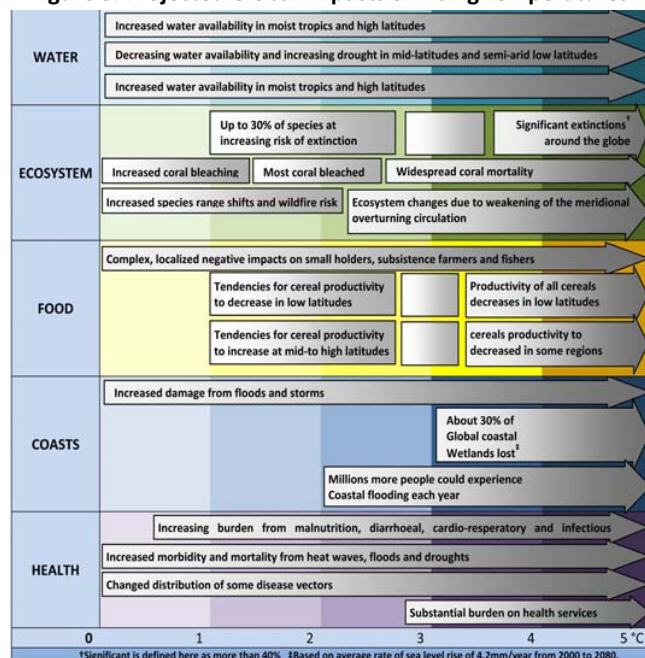 WATER
Increased water availability in moist tropics and high latitudes
Decreasing water availability and increasing drought in mid-latitudes and semi-arid low latitudes
Increased water availability in moist tropics and high latitudes
ECOSYSTEM
Up to 30% of species at
increasing risk of extinction
Significant extinctions†
around the globe
Increased coral bleaching
Most coral bleached
Widespread coral mortality
Increased species range shifts and wildfire risk
Ecosystem changes due to weakening of the meridional
overturning circulation
FOOD
Complex, localized negative impacts on small holders, subsistence farmers and fishers
Tendencies for cereal productivity
to decrease in low latitudes
Productivity of all cereals
decreases in low latitudes
Tendencies for cereal productivity
to increase at mid-to high latitudes
cereals productivity to
decreased in some regions
COASTS
Increased damage from floods and storms
About 30% of
Global coastal
Wetlands lost‡
Millions more people could experience
Coastal flooding each year
HEALTH
Increasing burden from malnutrition, diarrhoeal, cardio-resperatory and infectious
Increased morbidity and mortality from heat waves, floods and droughts
Changed distribution of some disease vectors
Substantial burden on health services
0 1 2 3 4 5 °C
†Significant is defined here as more than 40% ‡Based on average rate of sea level rise of 4.2mm/year from 2000 to 2080.